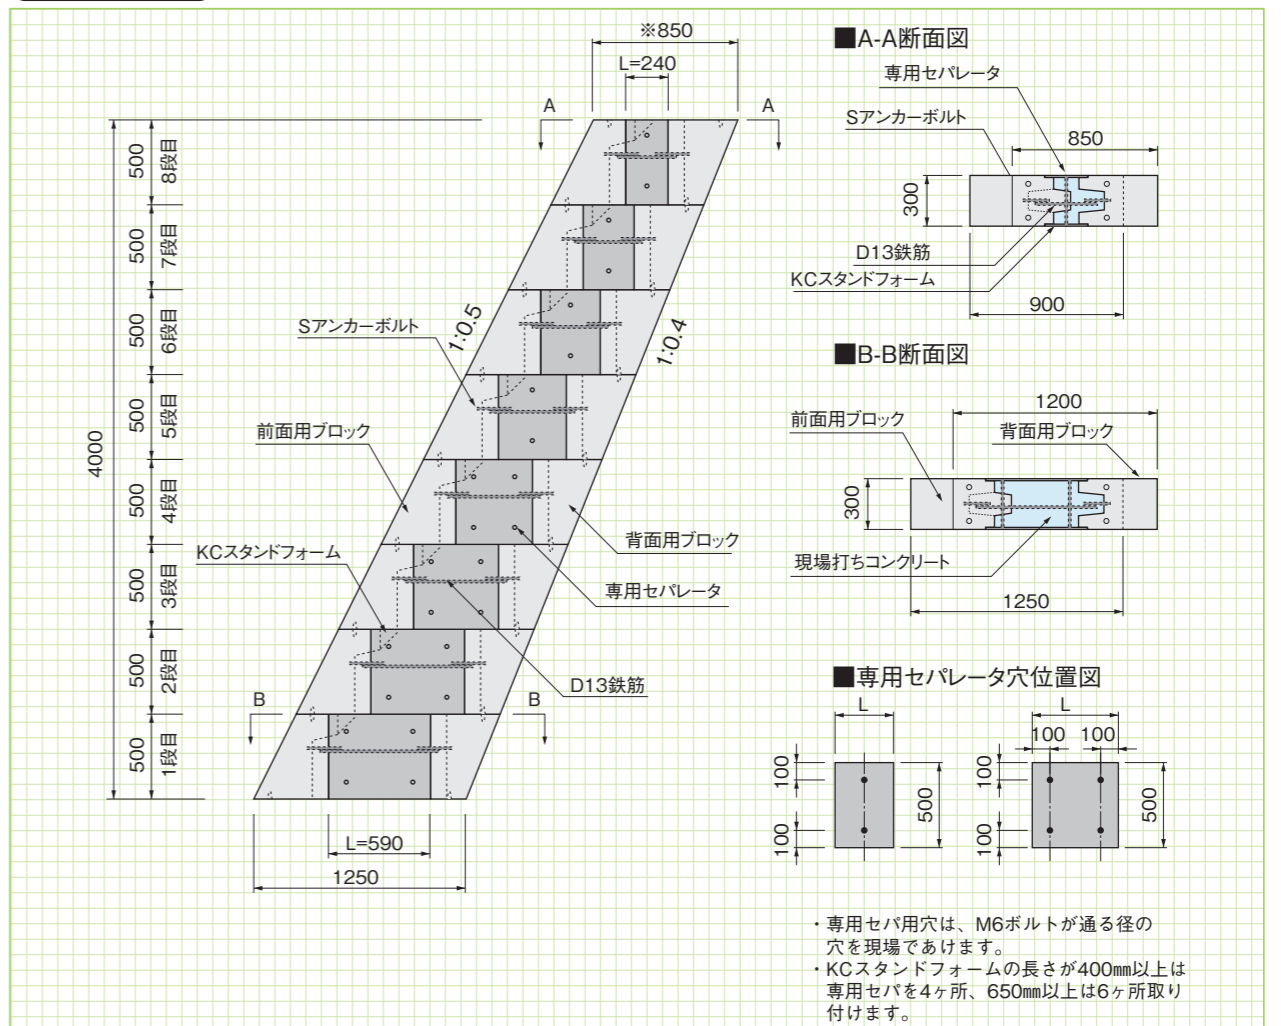 ※850
L=240
A
A
4000
500
8段目
500
7段目
500
6段目
500
5段目
500
4段目
500
3段目
500
2段目
500
1段目
1:0.5
1:0.4
Sアンカーボルト
前面用ブロック
KCスタンドフォーム
背面用ブロック
専用セパレータ
D13鉄筋
B
B
L=590
1250
■A-A断面図
専用セパレータ
Sアンカーボルト
850
300
D13鉄筋
KCスタンドフォーム
900
■B-B断面図
1200
前面用ブロック
背面用ブロック
300
現場打ちコンクリート
1250
■専用セパレータ穴位置図
L
100
100
500
L
100
100
100
100
500
・専用セパ用穴は、M6ボルトが通る径の
穴を現場であけます。
・KCスタンドフォームの長さが400㎜以上は
専用セパを4ヶ所、650㎜以上は6ヶ所取り
付けます。